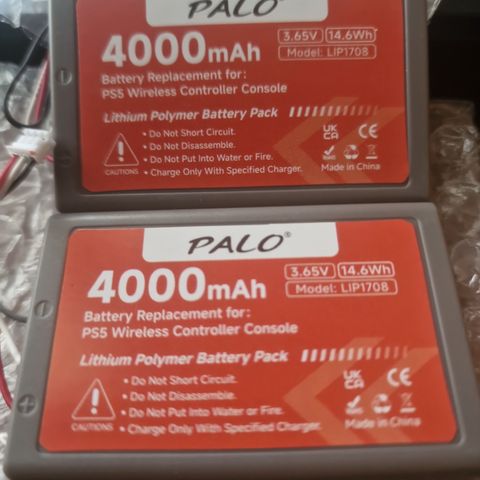 PALO®
4000mAh
3.65V 14.6Wh
Model: LIP1708
Battery Replacement for:
PS5 Wireless Controller Console
Lithium Polymer Battery Pack
• Do Not Short Circuit.
• Do Not Disassemble.
• Do Not Put Into Water or Fire.
• Charge Only With Specified Charger.
CAUTIONS
UK
CA
CE
Made in China
PALO®
4000mAh
3.65V 14.6Wh
Model: LIP1708
Battery Replacement for:
PS5 Wireless Controller Console
Lithium Polymer Battery Pack
• Do Not Short Circuit.
• Do Not Disassemble.
• Do Not Put Into Water or Fire.
• Charge Only With Specified Charger.
CAUTIONS
UK
CA
CE
Made in China